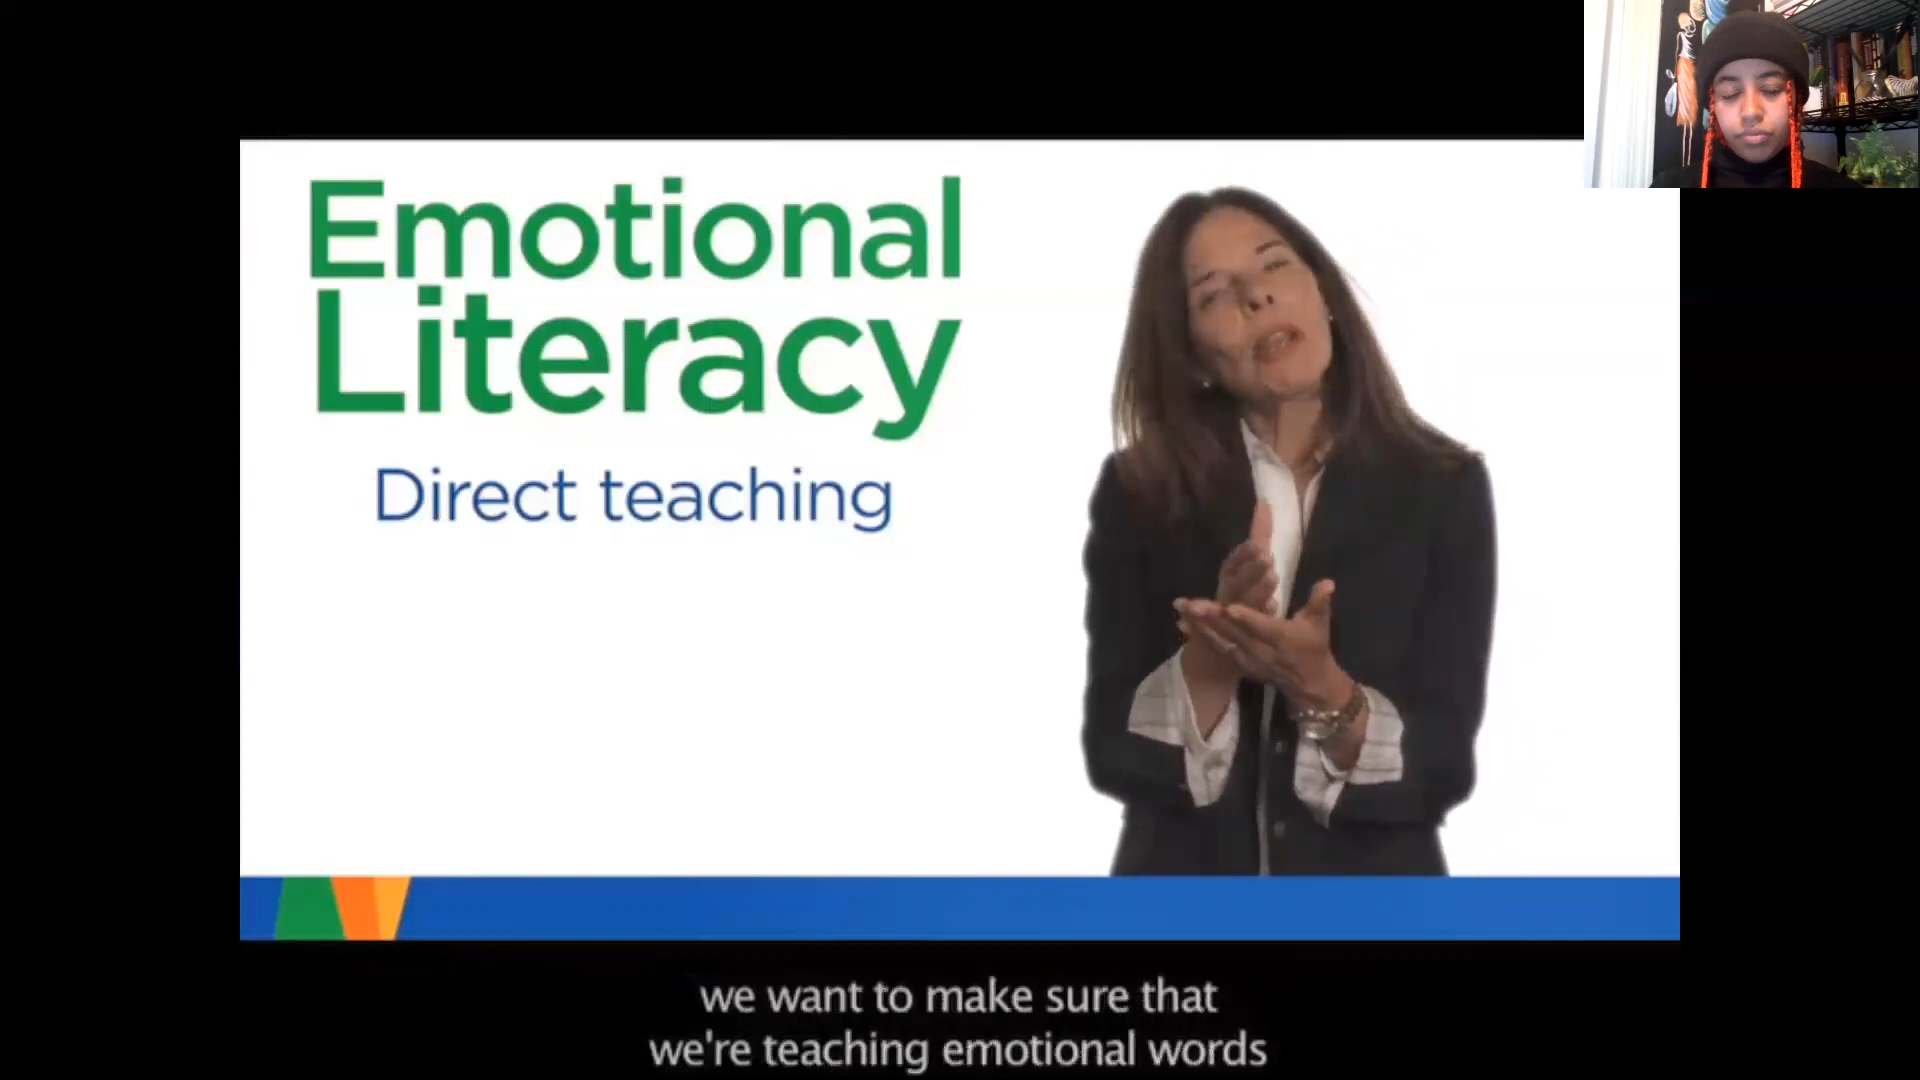 Emotional
Literacy
Direct teaching
we want to make sure that
we're teaching emotional words